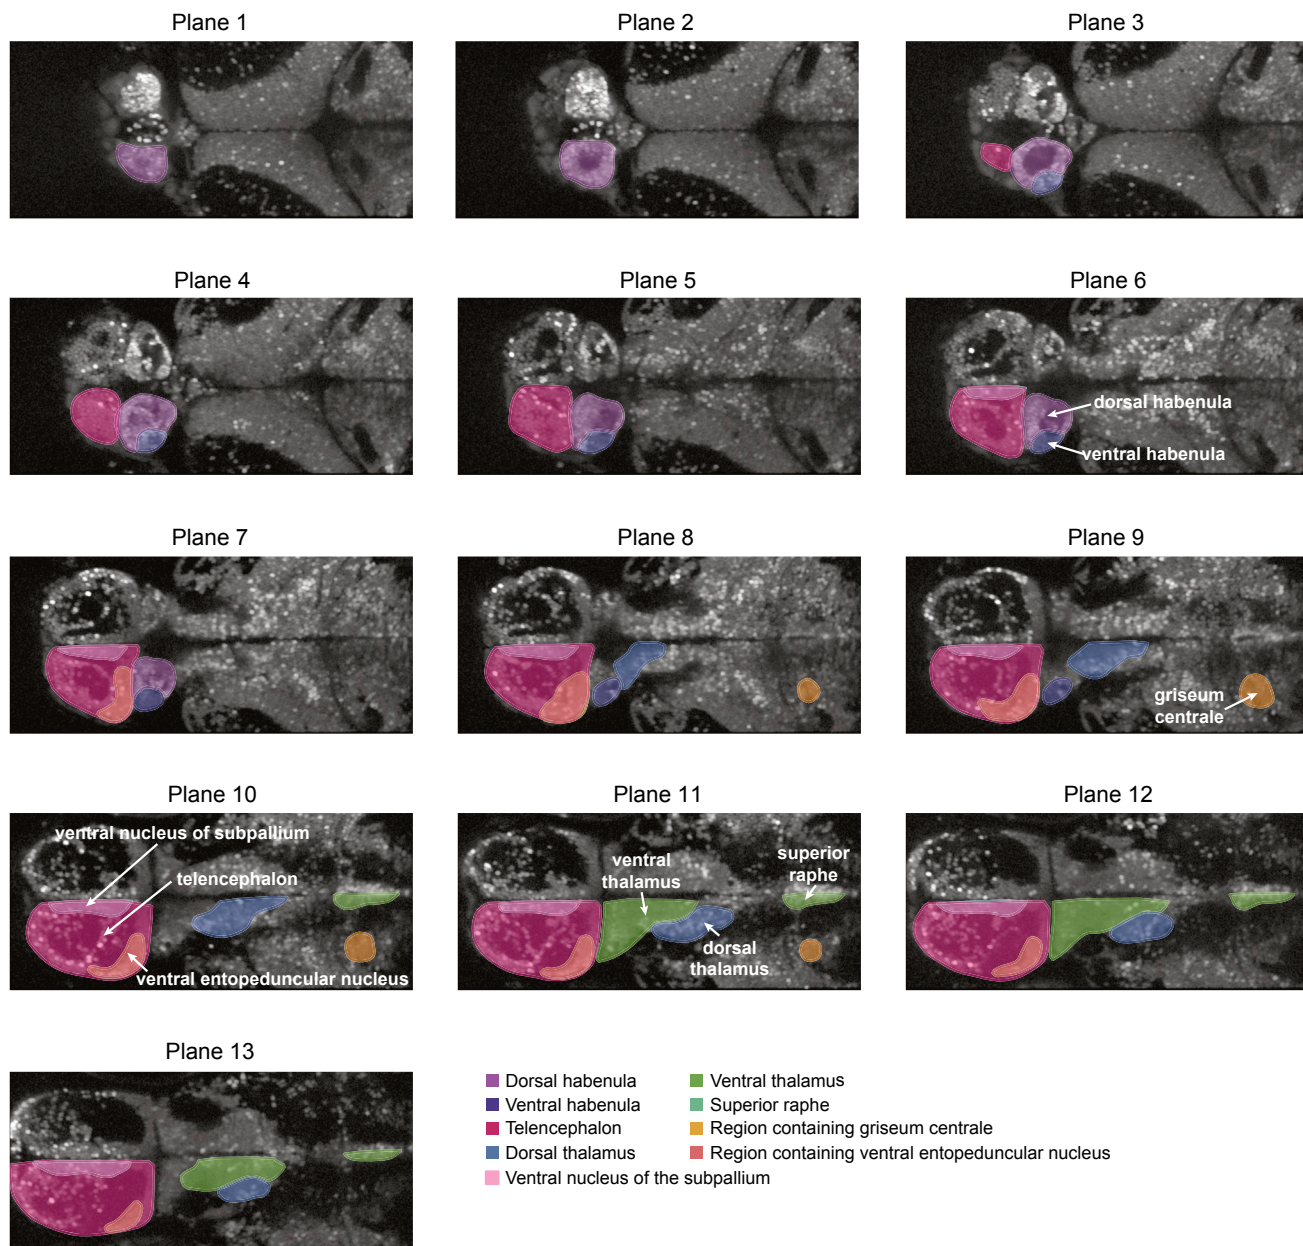 Plane 1
Plane 2
Plane 3
Plane 4
Plane 5
Plane 6
dorsal habenula
ventral habenula
Plane 7
Plane 8
Plane 9
griseum
centrale
Plane 10
Plane 11
Plane 12
ventral nucleus of subpallium
telencephalon
ventral entopeduncular nucleus
ventral
thalamus
superior
raphe
dorsal
thalamus
Plane 13
Dorsal habenula
Ventral habenula
Telencephalon
Dorsal thalamus
Ventral nucleus of the subpallium
Ventral thalamus
Superior raphe
Region containing griseum centrale
Region containing ventral entopeduncular nucleus